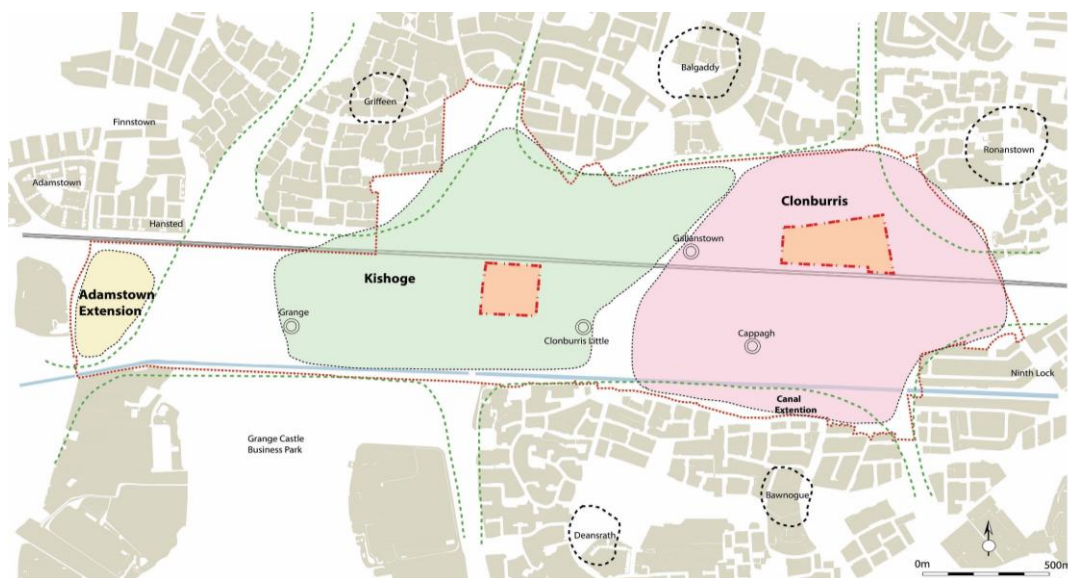 Balgaddy
Griffeen
Finnstown
Ronanstown
Adamstown
Clonburris
Hansted
Gallanstown
Kishoge
Adamstown
Extension
Grange
Clonburris Little
Cappagh
Ninth Lock
Canal
Extention
Grange Castle
Business Park
Bawnogue
Deansrath
0m
500m